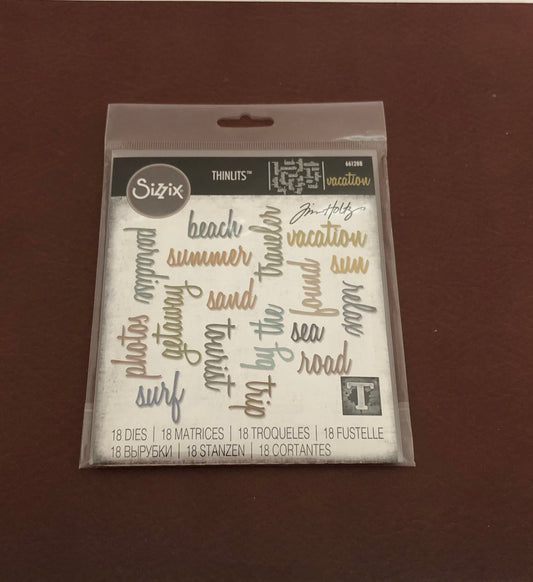 Sizzix
THINLITS™
661288
vacation
Tim Holtz
paradise
beach
traveler
vacation
summer
sun
getaway
sand
found
relax
photos
tourist
by the
sea
road
surf
trip
T
18 DIES | 18 MATRICES | 18 TROQUELES | 18 FUSTELLE
18 ВЫРУБКИ | 18 STANZEN | 18 CORTANTES